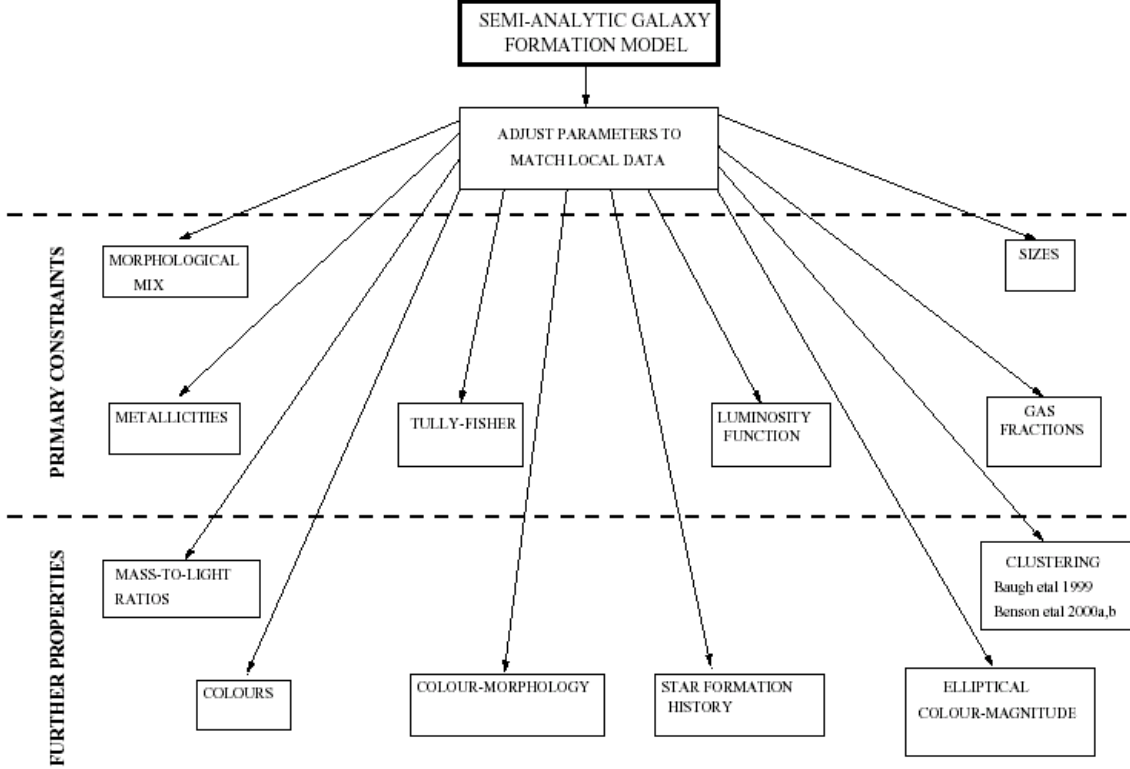 SEMI-ANALYTIC GALAXY
FORMATION MODEL
ADJUST PARAMETERS TO
MATCH LOCAL DATA
PRIMARY CONSTRAINTS
MORPHOLOGICAL
MIX
SIZES
METALLICITIES
TULLY-FISHER
LUMINOSITY
FUNCTION
GAS
FRACTIONS
FURTHER PROPERTIES
MASS-TO-LIGHT
RATIOS
CLUSTERING
Baugh etal 1999
Benson etal 2000a,b
COLOURS
COLOUR-MORPHOLOGY
STAR FORMATION
HISTORY
ELLIPTICAL
COLOUR-MAGNITUDE